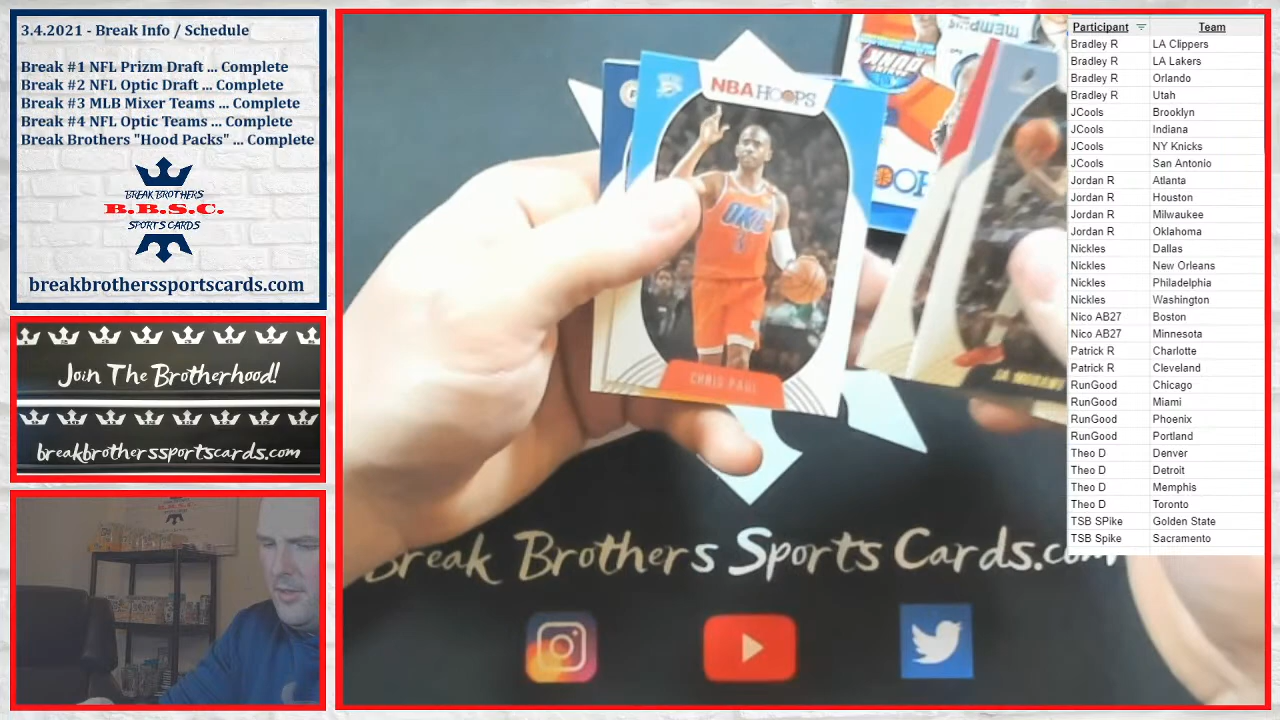 3.4.2021 - Break Info / Schedule
Break #1 NFL Prizm Draft ... Complete
Break #2 NFL Optic Draft ... Complete
Break #3 MLB Mixer Teams ... Complete
Break #4 NFL Optic Teams ... Complete
Break Brothers "Hood Packs" ... Complete
BREAK BROTHERS
B.B.S.C.
SPORTS CARDS
breakbrotherssportscards.com
Join The Brotherhood!
breakbrotherssportscards.com
NBA HOOPS
OKC
3
CHRIS PAUL
JA MORANT
Break Brothers Sports Cards.com
Participant Team
Bradley R LA Clippers
Bradley R LA Lakers
Bradley R Orlando
Bradley R Utah
JCools Brooklyn
JCools Indiana
JCools NY Knicks
JCools San Antonio
Jordan R Atlanta
Jordan R Houston
Jordan R Milwaukee
Jordan R Oklahoma
Nickles Dallas
Nickles New Orleans
Nickles Philadelphia
Nickles Washington
Nico AB27 Boston
Nico AB27 Minnesota
Patrick R Charlotte
Patrick R Cleveland
RunGood Chicago
RunGood Miami
RunGood Phoenix
RunGood Portland
Theo D Denver
Theo D Detroit
Theo D Memphis
Theo D Toronto
TSB SPike Golden State
TSB Spike Sacramento